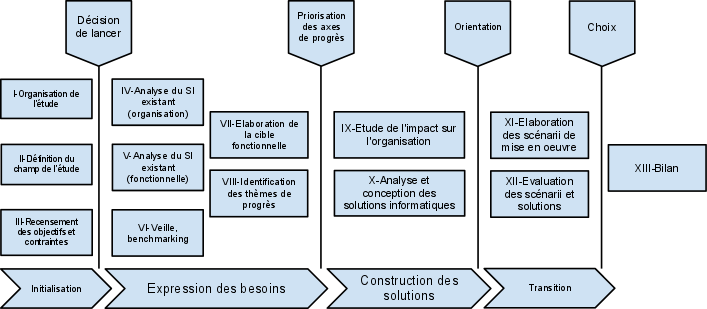 Décision
de lancer
Priorisation
des axes
de progrès
Orientation
Choix
I-Organisation de
l'étude
II-Définition du
champ de l'étude
III-Recensement
des objectifs et
contraintes
IV-Analyse du SI
existant
(organisation)
V-Analyse du SI
existant
(fonctionnelle)
VI-Veille,
benchmarking
VII-Elaboration de
la cible
fonctionnelle
VIII-Identification
des thèmes de
progrès
IX-Etude de l'impact sur
l'organisation
X-Analyse et
conception des
solutions informatiques
XI-Elaboration
des scénarii de
mise en oeuvre
XII-Evaluation
des scénarii et
solutions
XIII-Bilan
Initialisation
Expression des besoins
Construction des
solutions
Transition